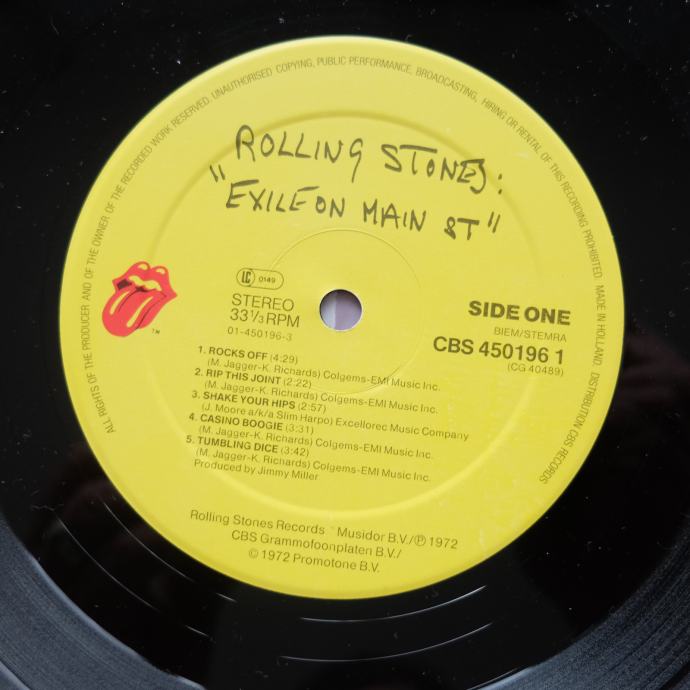 ALL RIGHTS OF THE PRODUCER AND OF THE OWNER OF THE RECORDED WORK RESERVED. UNAUTHORISED COPYING, PUBLIC PERFORMANCE, BROADCASTING, HIRING OR RENTAL OF THIS RECORDING PROHIBITED. MADE IN HOLLAND DISTRIBUTION CBS RECORDS
ROLLING STONES:
"EXILE ON MAIN ST"
LC 0149
STEREO
33 1/3 RPM
01-450196-3
SIDE ONE
BIEM/STEMRA
CBS 450196 1
(CG 40489)
1. ROCKS OFF (4:29)
(M. Jagger-K. Richards) Colgems-EMI Music Inc.
2. RIP THIS JOINT (2:22)
(M. Jagger-K. Richards) Colgems-EMI Music Inc.
3. SHAKE YOUR HIPS (2:57)
(J. Moore a/k/a Slim Harpo) Excellorec Music Company
4. CASINO BOOGIE (3:31)
(M. Jagger-K. Richards) Colgems-EMI Music Inc.
5. TUMBLING DICE (3:42)
(M. Jagger-K. Richards) Colgems-EMI Music Inc.
Produced by Jimmy Miller
TM
Rolling Stones Records * Musidor B.V./℗ 1972
CBS Grammofoonplaten B.V./
© 1972 Promotone B.V.